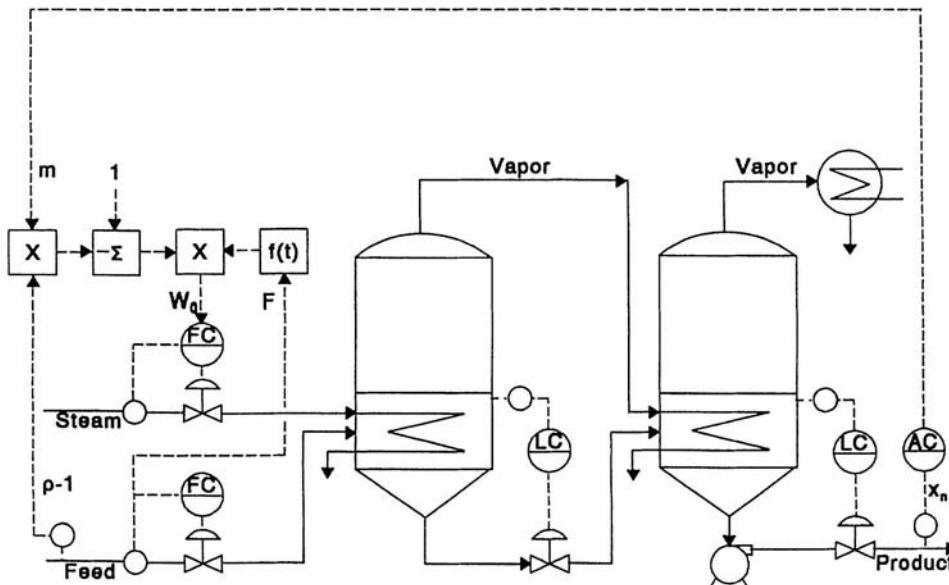 m
1
Vapor
Vapor
X
-Σ
X
f(t)
W₀
F
FC
Steam
LC
LC
AC
FC
ρ-1
xₙ
Feed
Product